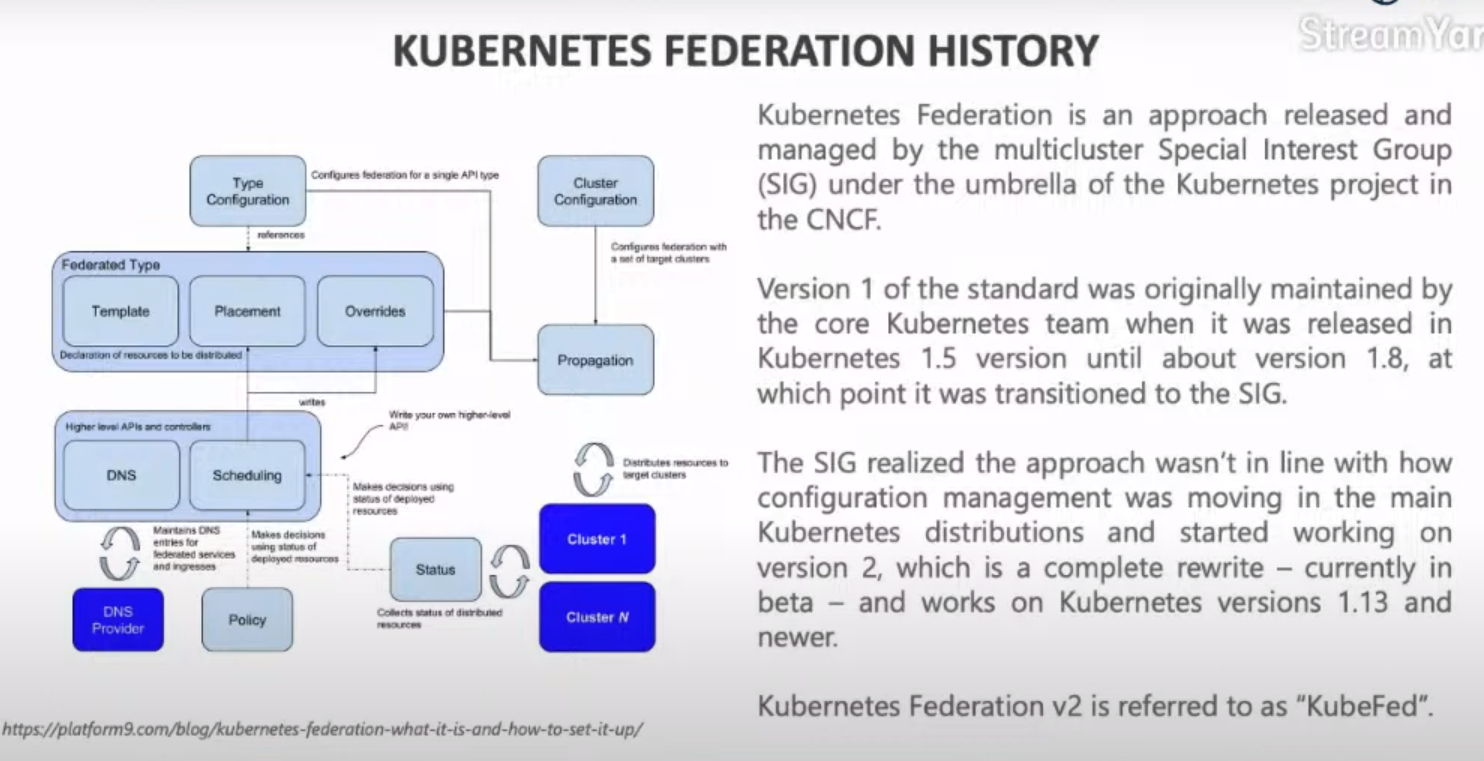 StreamYar
KUBERNETES FEDERATION HISTORY
Type
Configuration
Configures federation for a single API type
Cluster
Configuration
references
Configures federation with
a set of target clusters
Federated Type
Template
Placement
Overrides
Declaration of resources to be distributed
Propagation
writes
Write your own higher-level
API!
Higher level APIs and controllers
DNS
Scheduling
Distributes resources to
target clusters
Makes decisions using
status of deployed
resources
Maintains DNS
entries for
federated services
and ingresses
Makes decisions
using status of
deployed resources
Cluster 1
Status
Collects status of distributed
resources
Cluster N
DNS
Provider
Policy
https://platform9.com/blog/kubernetes-federation-what-it-is-and-how-to-set-it-up/
Kubernetes Federation is an approach released and
managed by the multicluster Special Interest Group
(SIG) under the umbrella of the Kubernetes project in
the CNCF.
Version 1 of the standard was originally maintained by
the core Kubernetes team when it was released in
Kubernetes 1.5 version until about version 1.8, at
which point it was transitioned to the SIG.
The SIG realized the approach wasn't in line with how
configuration management was moving in the main
Kubernetes distributions and started working on
version 2, which is a complete rewrite – currently in
beta – and works on Kubernetes versions 1.13 and
newer.
Kubernetes Federation v2 is referred to as “KubeFed”.